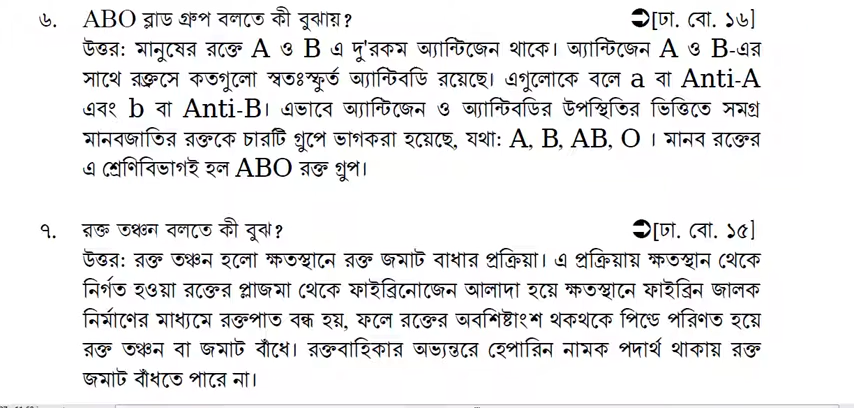 ৬. ABO ব্লাড গ্রুপ বলতে কী বুঝায়? ➲[ঢা. বো. ১৬]
উত্তর: মানুষের রক্তে A ও B এ দু'রকম অ্যান্টিজেন থাকে। অ্যান্টিজেন A ও B-এর
সাথে রক্তরসে কতগুলো স্বতঃস্ফুর্ত অ্যান্টিবডি রয়েছে। এগুলোকে বলে a বা Anti-A
এবং b বা Anti-B। এভাবে অ্যান্টিজেন ও অ্যান্টিবডির উপস্থিতির ভিত্তিতে সমগ্র
মানবজাতির রক্তকে চারটি গ্রুপে ভাগকরা হয়েছে, যথা: A, B, AB, O । মানব রক্তের
এ শ্রেণিবিভাগই হল ABO রক্ত গ্রুপ।
৭. রক্ত তঞ্চন বলতে কী বুঝ? ➲[ঢা. বো. ১৫]
উত্তর: রক্ত তঞ্চন হলো ক্ষতস্থানে রক্ত জমাট বাধার প্রক্রিয়া। এ প্রক্রিয়ায় ক্ষতস্থান থেকে
নির্গত হওয়া রক্তের প্লাজমা থেকে ফাইব্রিনোজেন আলাদা হয়ে ক্ষতস্থানে ফাইব্রিন জালক
নির্মাণের মাধ্যমে রক্তপাত বন্ধ হয়, ফলে রক্তের অবশিষ্টাংশ থকথকে পিণ্ডে পরিণত হয়ে
রক্ত তঞ্চন বা জমাট বাঁধে। রক্তবাহিকার অভ্যন্তরে হেপারিন নামক পদার্থ থাকায় রক্ত
জমাট বাঁধতে পারে না।